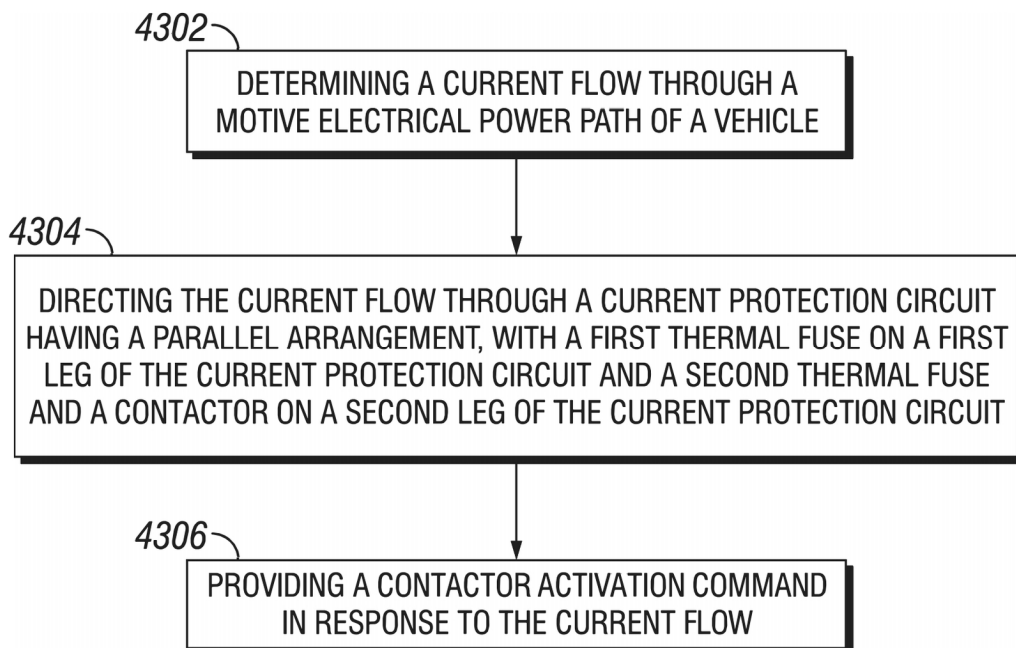 4302
DETERMINING A CURRENT FLOW THROUGH A
MOTIVE ELECTRICAL POWER PATH OF A VEHICLE
4304
DIRECTING THE CURRENT FLOW THROUGH A CURRENT PROTECTION CIRCUIT
HAVING A PARALLEL ARRANGEMENT, WITH A FIRST THERMAL FUSE ON A FIRST
LEG OF THE CURRENT PROTECTION CIRCUIT AND A SECOND THERMAL FUSE
AND A CONTACTOR ON A SECOND LEG OF THE CURRENT PROTECTION CIRCUIT
4306
PROVIDING A CONTACTOR ACTIVATION COMMAND
IN RESPONSE TO THE CURRENT FLOW